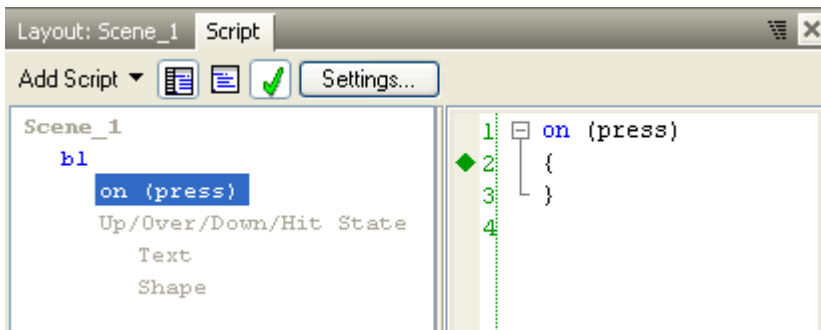 Layout: Scene_1 Script
Add Script Settings...
Scene_1
bl
on (press)
Up/Over/Down/Hit State
Text
Shape
1 on (press)
2 {
3 }
4